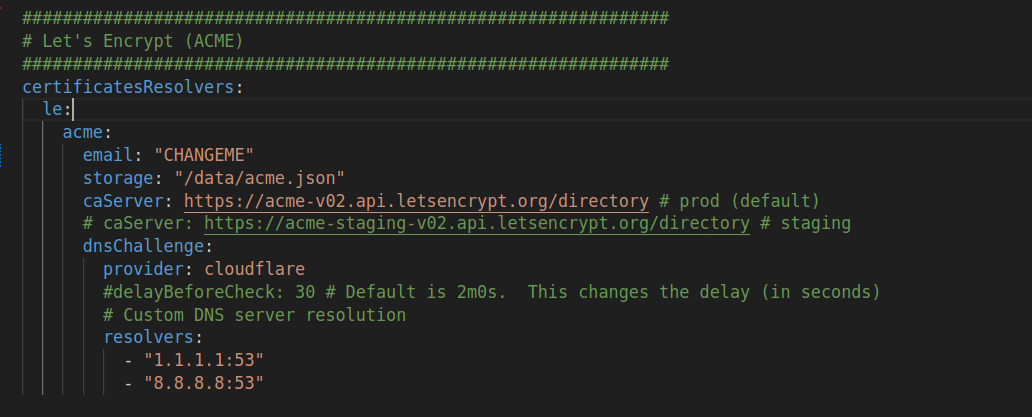 ################################################################
# Let's Encrypt (ACME)
################################################################
certificatesResolvers:
  le:
    acme:
      email: "CHANGEME"
      storage: "/data/acme.json"
      caServer: https://acme-v02.api.letsencrypt.org/directory # prod (default)
      # caServer: https://acme-staging-v02.api.letsencrypt.org/directory # staging
      dnsChallenge:
        provider: cloudflare
        #delayBeforeCheck: 30 # Default is 2m0s.  This changes the delay (in seconds)
        # Custom DNS server resolution
        resolvers:
          - "1.1.1.1:53"
          - "8.8.8.8:53"